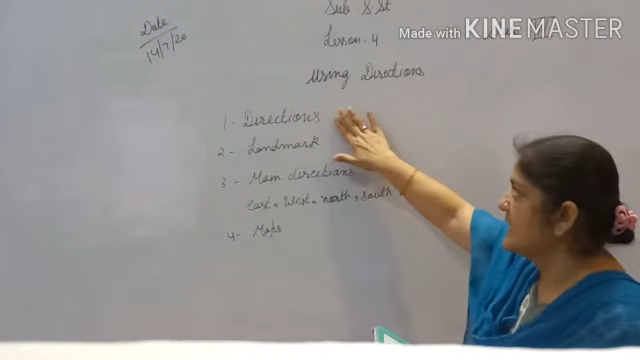 Sub- S.St
Date
14/7/20
Lesson - 4
Made with KINEMASTER
Using Directions
1- Directions
2- Landmark
3- Main directions
east, West, north, south
4- Maps